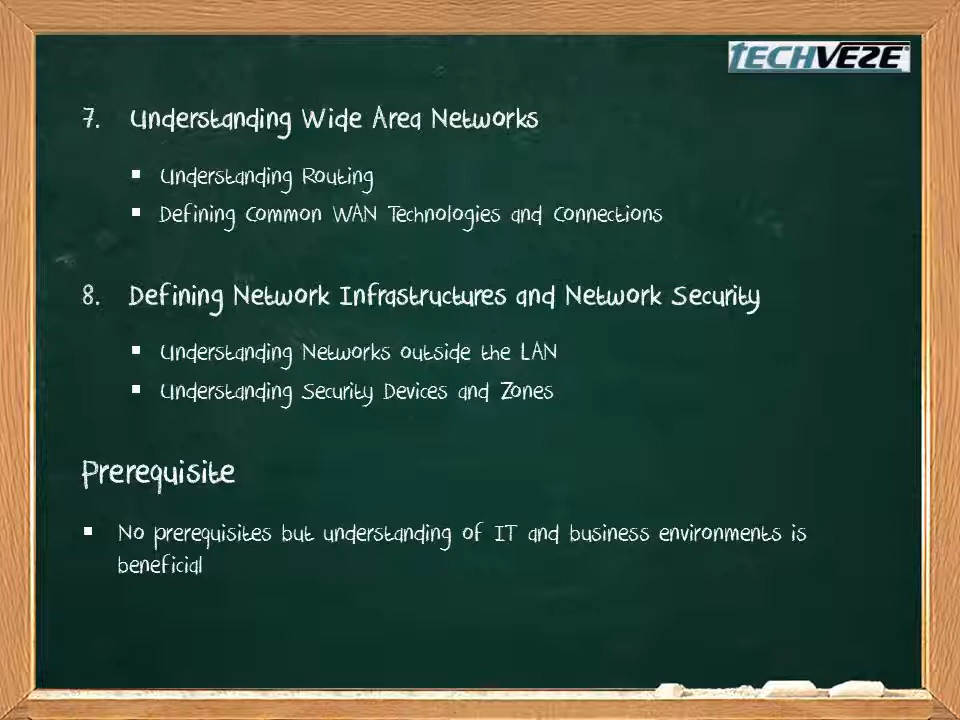 TECHVEZE
7. Understanding Wide Area Networks
▪ Understanding Routing
▪ Defining Common WAN Technologies and Connections
8. Defining Network Infrastructures and Network Security
▪ Understanding Networks outside the LAN
▪ Understanding Security Devices and Zones
Prerequisite
▪ No prerequisites but understanding of IT and business environments is
beneficial